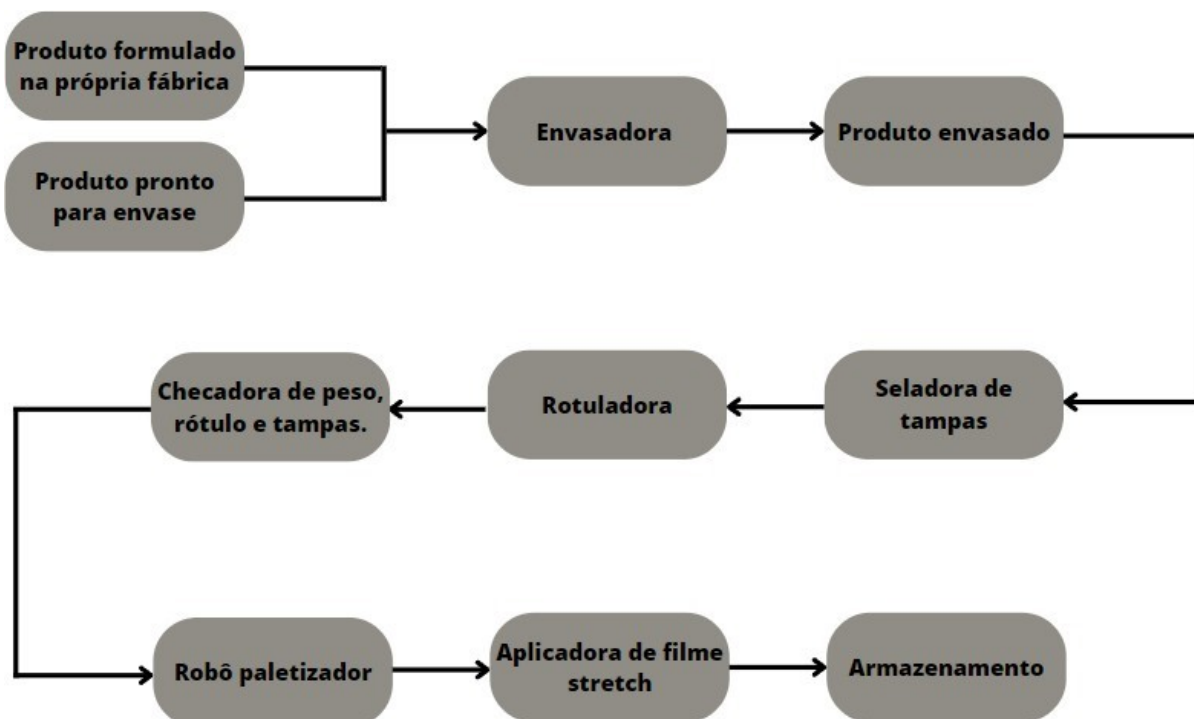 Produto formulado
na própria fábrica
Produto pronto
para envase
Envasadora
Produto envasado
Seladora de
tampas
Rotuladora
Checadora de peso,
rótulo e tampas.
Robô paletizador
Aplicadora de filme
stretch
Armazenamento